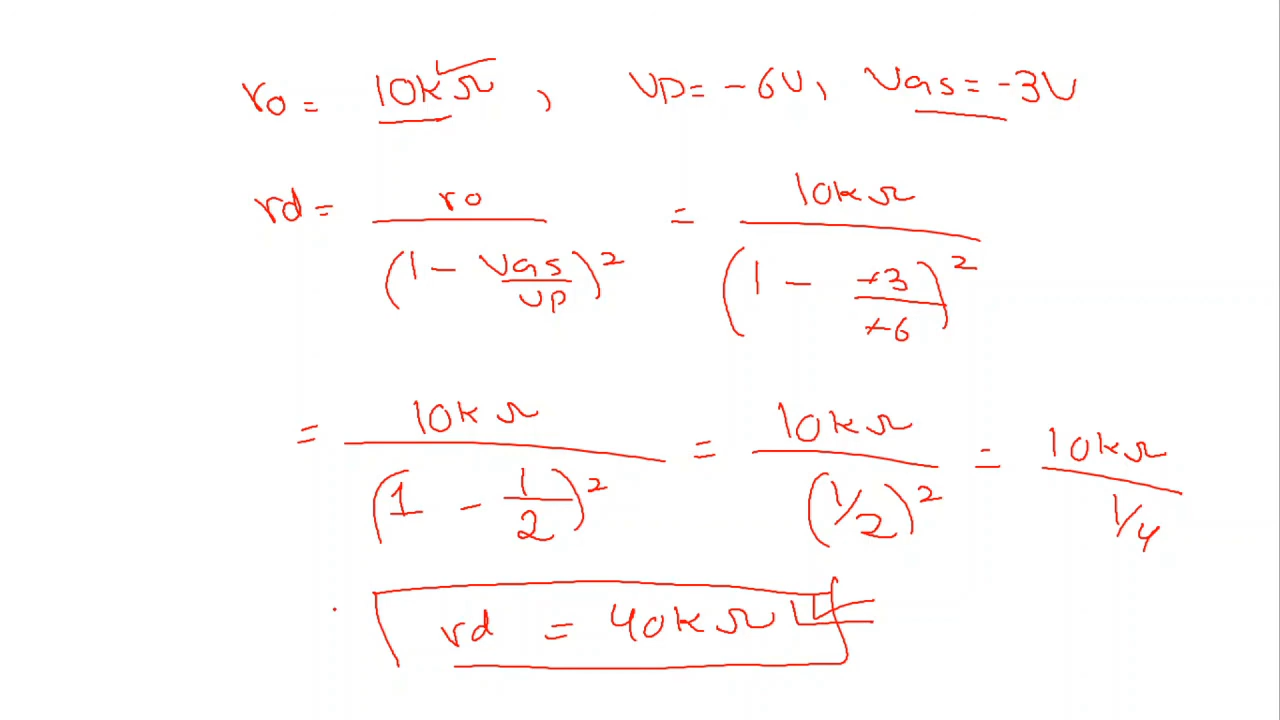 ro = 10kΩ, VP = -6V, VGS = -3V
rd = ro / (1 - VGS/VP)² = 10kΩ / (1 - -3/-6)²
= 10kΩ / (1 - 1/2)² = 10kΩ / (1/2)² = 10kΩ / 1/4
rd = 40kΩ